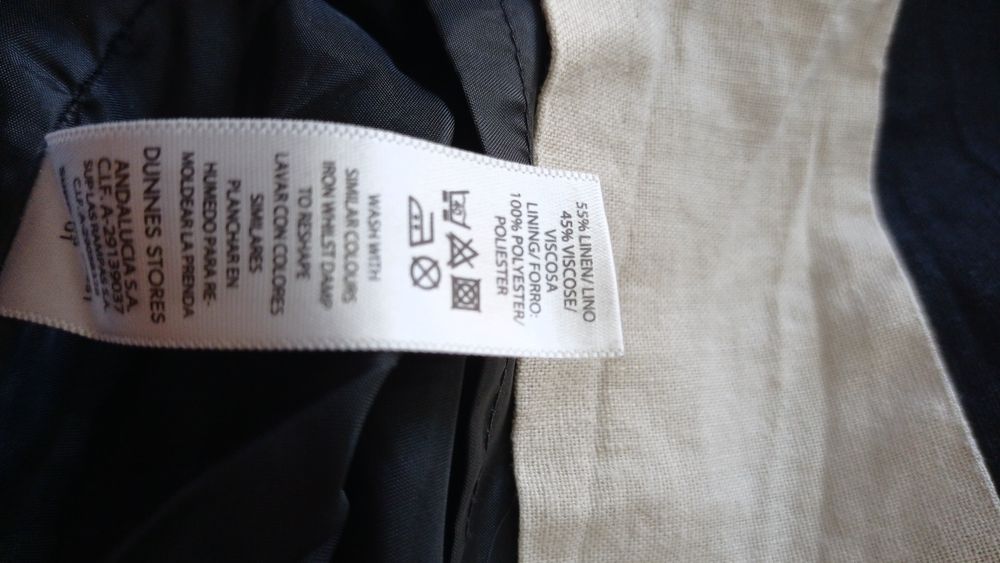 55% LINEN/ LINO
45% VISCOSE/
VISCOSA
LINING/ FORRO:
100% POLYESTER/
POLIESTER
WASH WITH
SIMILAR COLOURS
IRON WHILST DAMP
TO RESHAPE
LAVAR CON COLORES
SIMILARES
PLANCHAR EN
HUMEDO PARA RE-
MOLDEAR LA PRENDA
DUNNES STORES
ANDALUCIA S.A.
C.I.F. A-29139037